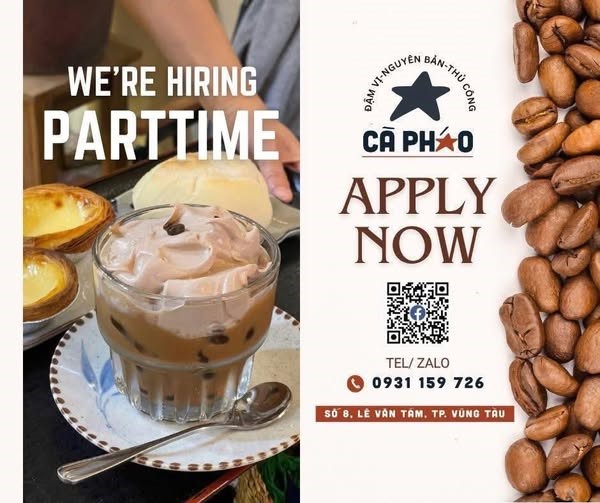 WE'RE HIRING
PARTTIME
ĐẬM VỊ-NGUYÊN BẢN-THỦ CÔNG
CÀ PHÁO
APPLY
NOW
TEL/ ZALO
0931 159 726
SỐ 8, LÊ VĂN TÁM, TP. VŨNG TÀU